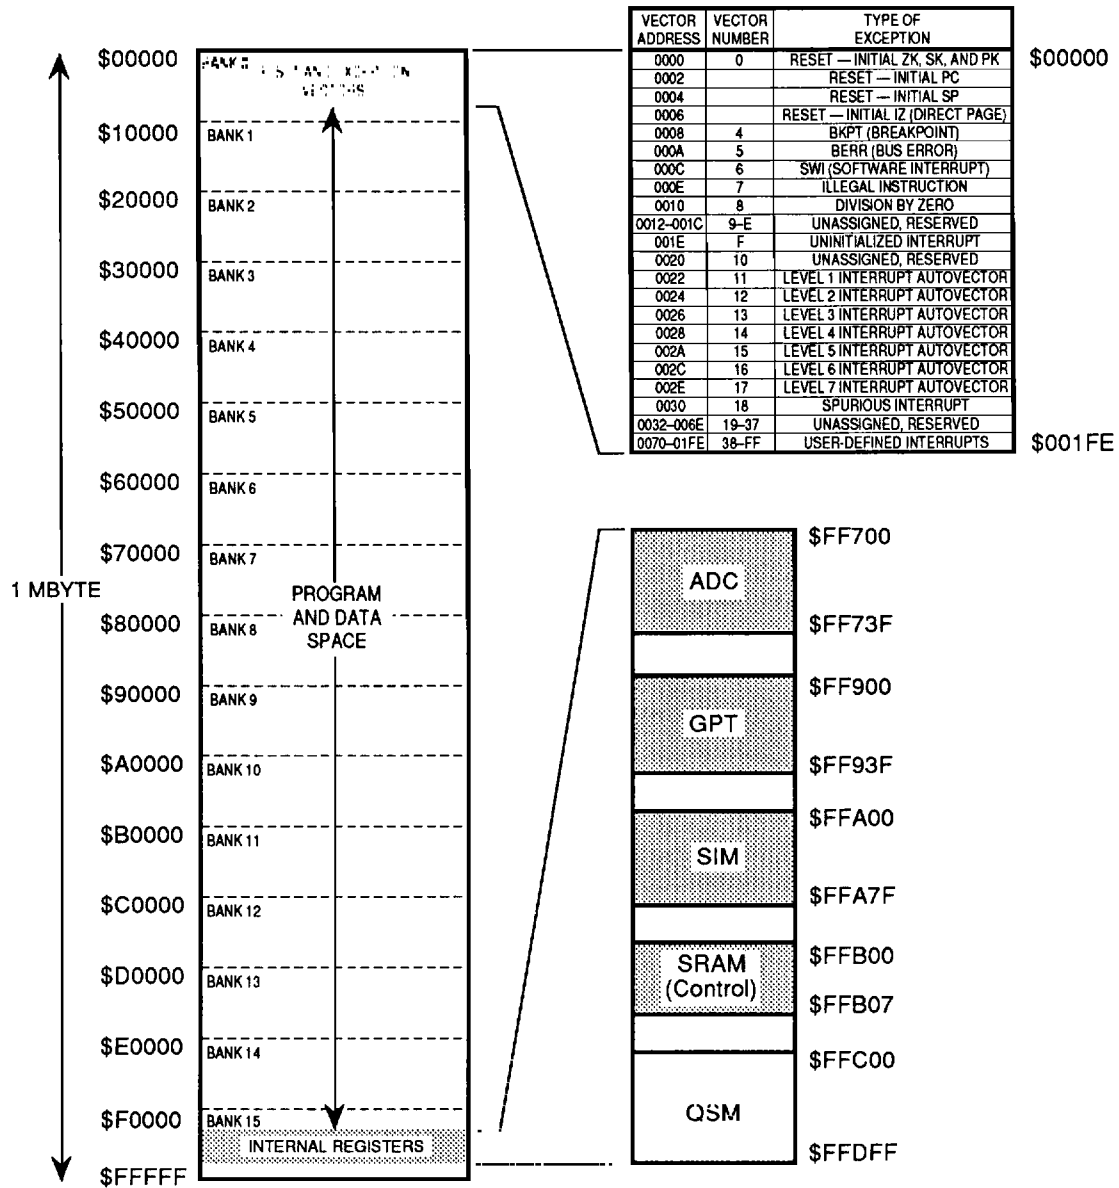 $00000
$10000
$20000
$30000
$40000
$50000
$60000
$70000
1 MBYTE
$80000
$90000
$A0000
$B0000
$C0000
$D0000
$E0000
$F0000
$FFFFF
BANK
VECTORS
BANK 1
BANK 2
BANK 3
BANK 4
BANK 5
BANK 6
BANK 7
PROGRAM
AND DATA
SPACE
BANK 8
BANK 9
BANK 10
BANK 11
BANK 12
BANK 13
BANK 14
BANK 15
INTERNAL REGISTERS
VECTOR ADDRESS VECTOR NUMBER TYPE OF EXCEPTION
0000 0 RESET — INITIAL ZK, SK, AND PK
0002 RESET — INITIAL PC
0004 RESET — INITIAL SP
0006 RESET — INITIAL IZ (DIRECT PAGE)
0008 4 BKPT (BREAKPOINT)
000A 5 BERR (BUS ERROR)
000C 6 SWI (SOFTWARE INTERRUPT)
000E 7 ILLEGAL INSTRUCTION
0010 8 DIVISION BY ZERO
0012–001C 9–E UNASSIGNED, RESERVED
001E F UNINITIALIZED INTERRUPT
0020 10 UNASSIGNED, RESERVED
0022 11 LEVEL 1 INTERRUPT AUTOVECTOR
0024 12 LEVEL 2 INTERRUPT AUTOVECTOR
0026 13 LEVEL 3 INTERRUPT AUTOVECTOR
0028 14 LEVEL 4 INTERRUPT AUTOVECTOR
002A 15 LEVEL 5 INTERRUPT AUTOVECTOR
002C 16 LEVEL 6 INTERRUPT AUTOVECTOR
002E 17 LEVEL 7 INTERRUPT AUTOVECTOR
0030 18 SPURIOUS INTERRUPT
0032–006E 19–37 UNASSIGNED, RESERVED
0070–01FE 38–FF USER-DEFINED INTERRUPTS
$00000
$001FE
$FF700
ADC
$FF73F
$FF900
GPT
$FF93F
$FFA00
SIM
$FFA7F
$FFB00
SRAM
(Control)
$FFB07
$FFC00
QSM
$FFDFF